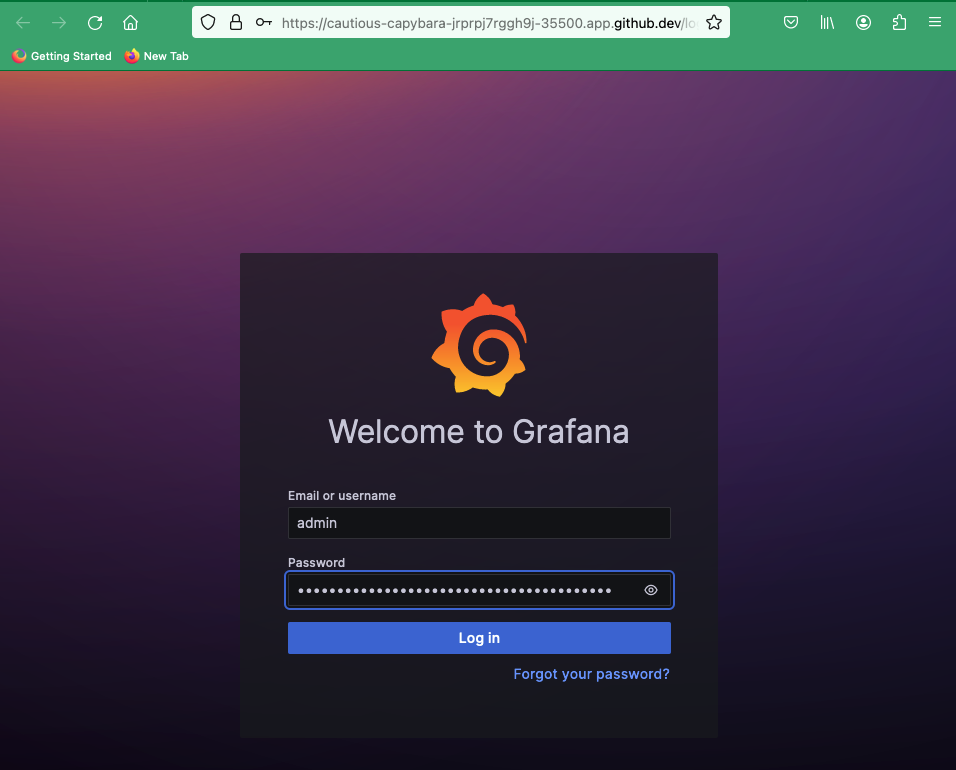 https://cautious-capybara-jrprpj7rggh9j-35500.app.github.dev/lo
Getting Started New Tab
Welcome to Grafana
Email or username
admin
Password
••••••••••••••••••••••••••••••••••••••••
Log in
Forgot your password?